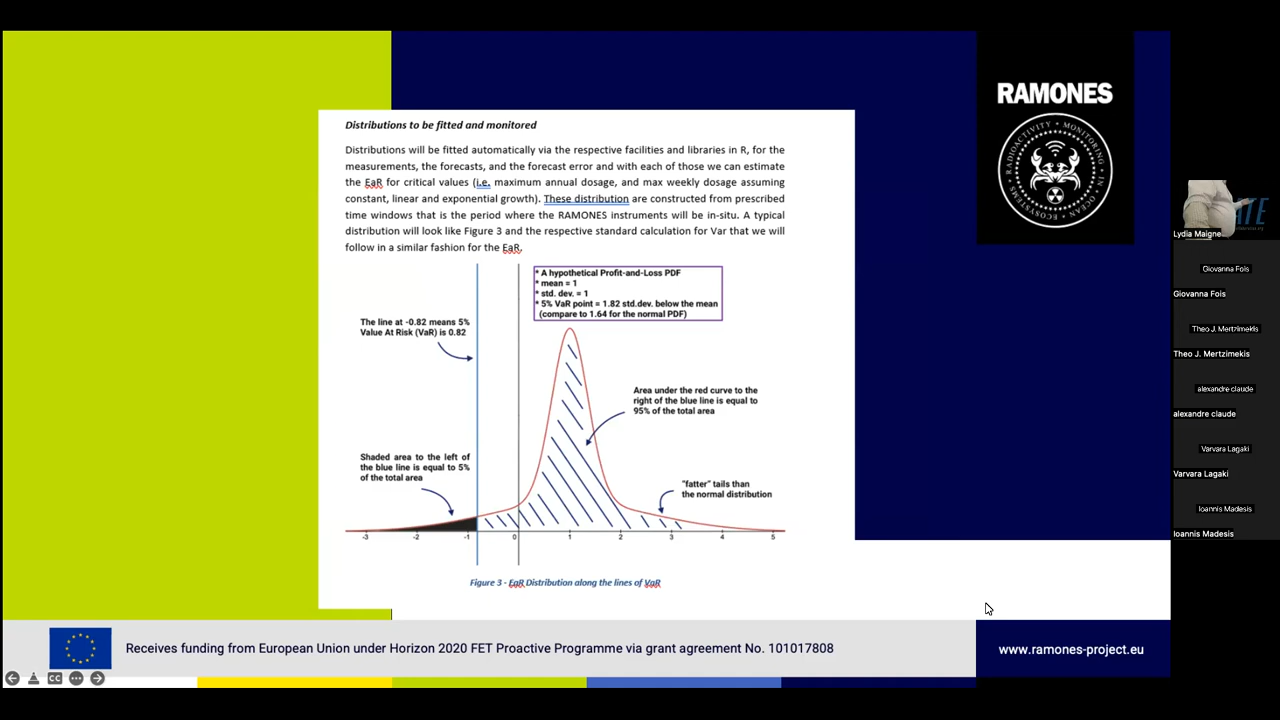 Distributions to be fitted and monitored
Distributions will be fitted automatically via the respective facilities and libraries in R, for the
measurements, the forecasts, and the forecast error and with each of those we can estimate
the EaR for critical values (i.e. maximum annual dosage, and max weekly dosage assuming
constant, linear and exponential growth). These distribution are constructed from prescribed
time windows that is the period where the RAMONES instruments will be in-situ. A typical
distribution will look like Figure 3 and the respective standard calculation for Var that we will
follow in a similar fashion for the EaR.
* A hypothetical Profit-and-Loss PDF
* mean = 1
* std. dev. = 1
* 5% VaR point = 1.82 std.dev. below the mean
(compare to 1.64 for the normal PDF)
The line at -0.82 means 5%
Value At Risk (VaR) is 0.82
Area under the red curve to the
right of the blue line is equal to
95% of the total area
Shaded area to the left of
the blue line is equal to 5%
of the total area
"fatter" tails than
the normal distribution
-3 -2 -1 0 1 2 3 4 5
Figure 3 - EaR Distribution along the lines of VaR
RAMONES
RADIOACTIVITY • MONITORING • IN OCEAN ECOSYSTEMS
Lydia Maigne
Giovanna Fois
Giovanna Fois
Theo J. Mertzimekis
Theo J. Mertzimekis
alexandre claude
alexandre claude
Varvara Lagaki
Varvara Lagaki
Ioannis Madesis
Ioannis Madesis
Receives funding from European Union under Horizon 2020 FET Proactive Programme via grant agreement No. 101017808
www.ramones-project.eu
CC